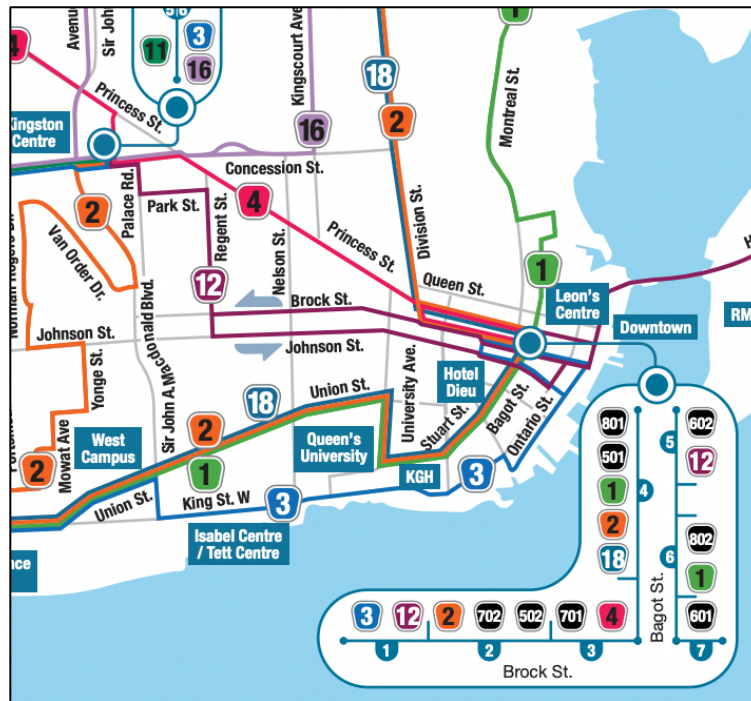 5
6
11
3
16
4
Avenue
Sir John
Kingscourt Ave
18
2
16
1
Montreal St.
Princess St.
Kingston
Centre
Concession St.
2
Palace Rd.
Park St.
Regent St.
4
Nelson St.
Princess St.
Division St.
Van Order Dr.
12
Brock St.
Queen St.
1
Leon's
Centre
Downtown
RM
Johnson St.
Johnson St.
Yonge St.
Sir John A. Macdonald Blvd.
Hotel
Dieu
University Ave.
Union St.
18
2
1
West
Campus
Queen's
University
Stuart St.
Bagot St.
Ontario St.
KGH
3
2
Mowat Ave
Union St.
King St. W
3
Isabel Centre
/ Tett Centre
nce
801
501
1
2
18
4
5
602
12
6
802
1
601
7
Bagot St.
3
12
2
702
502
701
4
1
2
3
Brock St.